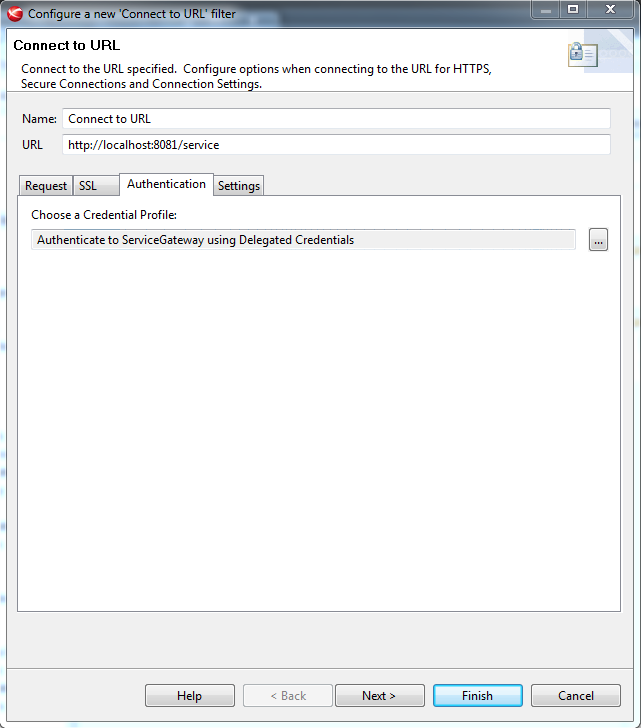 Configure a new 'Connect to URL' filter
Connect to URL
Connect to the URL specified.  Configure options when connecting to the URL for HTTPS,
Secure Connections and Connection Settings.
Name: Connect to URL
URL http://localhost:8081/service
Request SSL Authentication Settings
Choose a Credential Profile:
Authenticate to ServiceGateway using Delegated Credentials ...
Help < Back Next > Finish Cancel